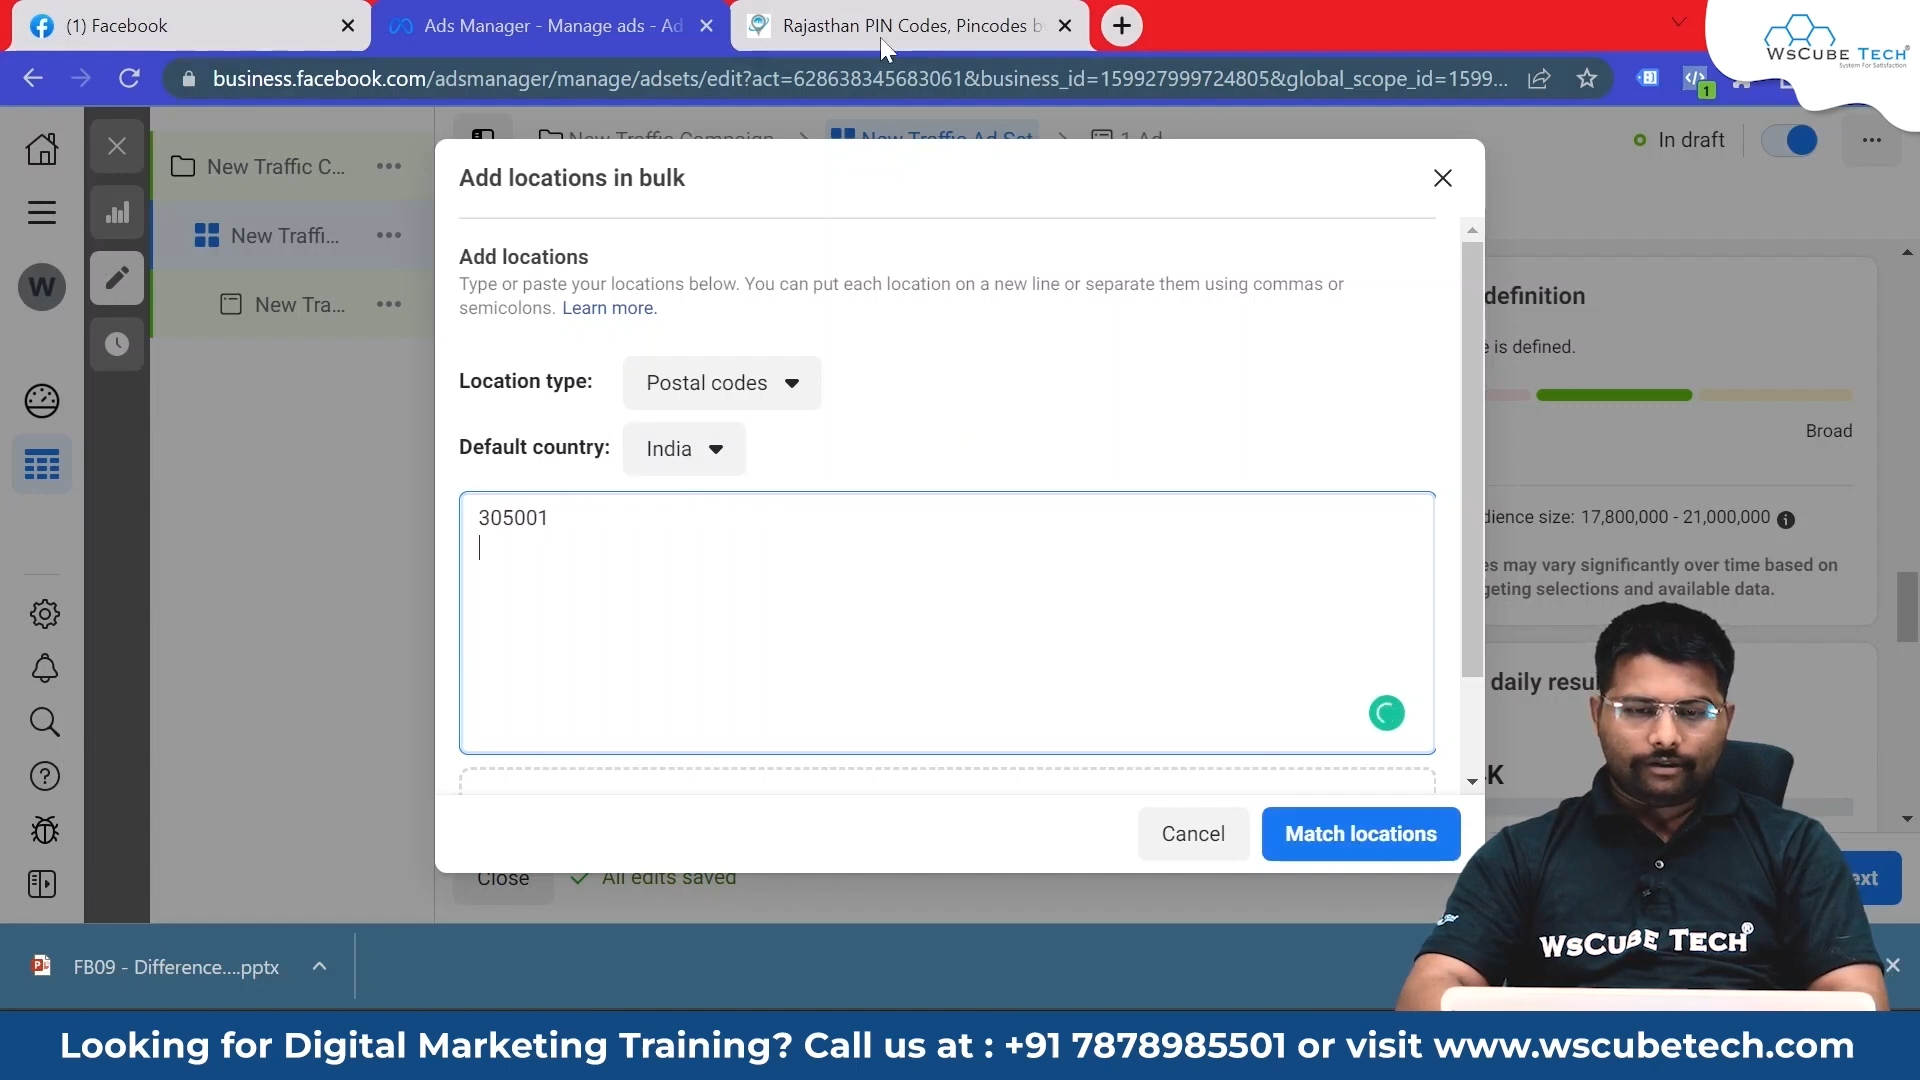 (1) Facebook
Ads Manager - Manage ads - Ad
Rajasthan PIN Codes, Pincodes b
WsCube Tech®
System For Satisfaction
business.facebook.com/adsmanager/manage/adsets/edit?act=628638345683061&business_id=159927999724805&global_scope_id=1599...
1
New Traffic C...
New Traffic Campaign
New Traffic Ad Set
1 Ad
In draft
Add locations in bulk
New Traffi...
W
New Tra...
Add locations
Type or paste your locations below. You can put each location on a new line or separate them using commas or
semicolons. Learn more.
Location type:
Postal codes
Default country:
India
305001
definition
e is defined.
Broad
dience size: 17,800,000 - 21,000,000
es may vary significantly over time based on
geting selections and available data.
daily resu
K
Cancel
Match locations
Close
All edits saved
ext
FB09 - Difference....pptx
WsCube Tech®
Looking for Digital Marketing Training? Call us at : +91 7878985501 or visit www.wscubetech.com